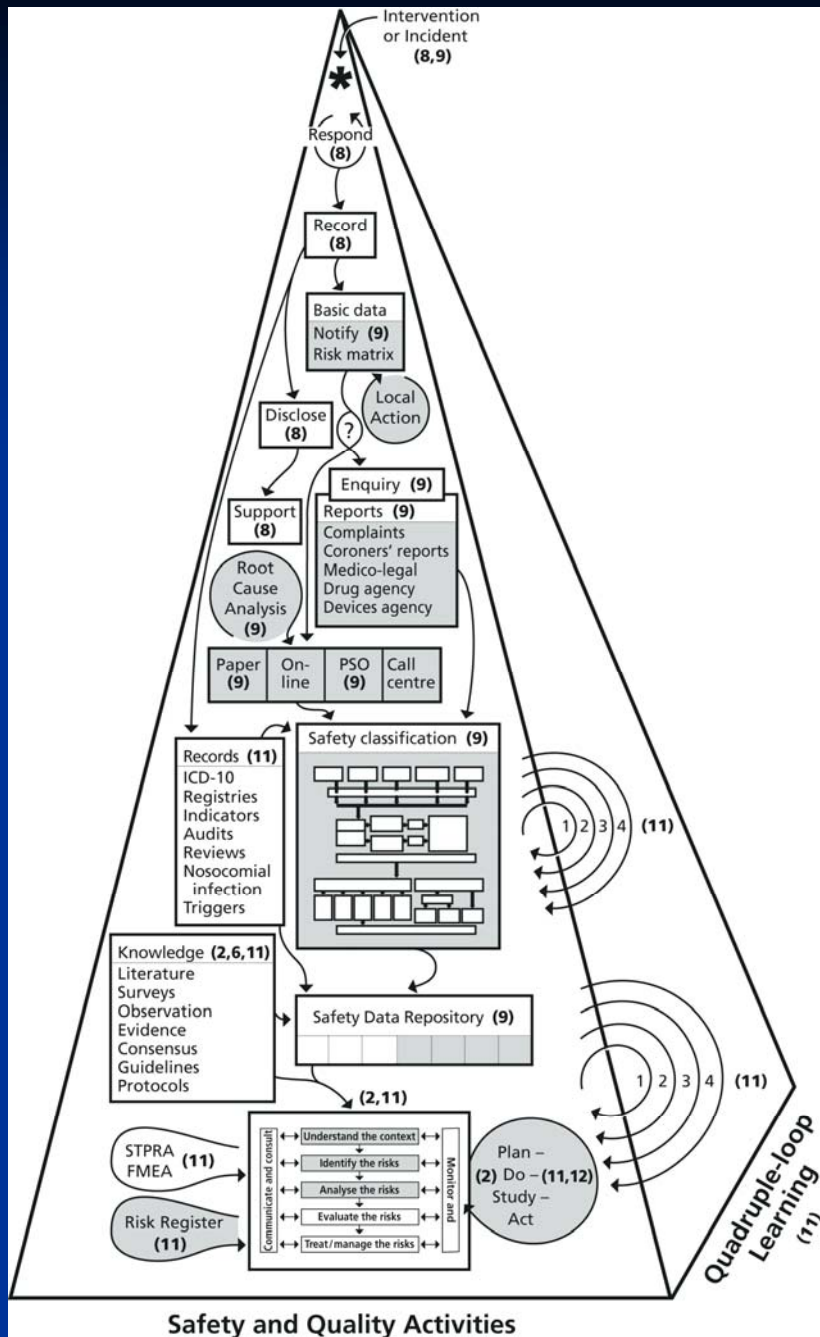 Intervention
or Incident
(8,9)
*
Respond
(8)
Record
(8)
Basic data
Notify (9)
Risk matrix
Local
Action
Disclose
(8)
?
Enquiry (9)
Support
(8)
Reports (9)
Complaints
Coroners’ reports
Medico-legal
Drug agency
Devices agency
Root
Cause
Analysis
(9)
Paper
(9)
On-
line
PSO
(9)
Call
centre
Records (11)
ICD-10
Registries
Indicators
Audits
Reviews
Nosocomial
infection
Triggers
Safety classification (9)
1 2 3 4 (11)
Knowledge (2,6,11)
Literature
Surveys
Observation
Evidence
Consensus
Guidelines
Protocols
Safety Data Repository (9)
1 2 3 4 (11)
(2,11)
STPRA
FMEA
(11)
Risk Register
(11)
Communicate and consult
Understand the context
Identify the risks
Analyse the risks
Evaluate the risks
Treat/manage the risks
Monitor and
Plan –
(2) Do – (11,12)
Study –
Act
Quadruple-loop
Learning
(11)
Safety and Quality Activities